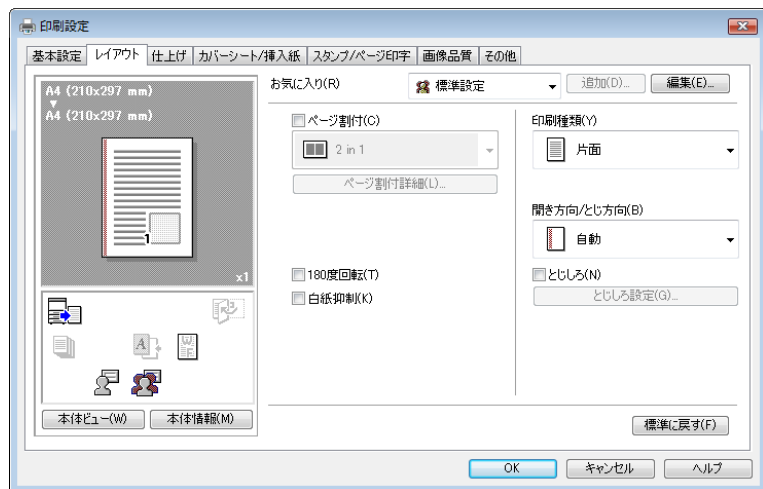 印刷設定
基本設定 レイアウト 仕上げ カバーシート/挿入紙 スタンプ/ページ印字 画像品質 その他
A4 (210x297 mm)
A4 (210x297 mm)
1
x1
本体ビュー(W) 本体情報(M)
お気に入り(R) 標準設定 追加(D)... 編集(E)...
ページ割付(C)
2 in 1
ページ割付詳細(L)...
180度回転(T)
白紙抑制(K)
印刷種類(Y)
片面
開き方向/とじ方向(B)
自動
とじしろ(N)
とじしろ設定(G)...
標準に戻す(F)
OK キャンセル ヘルプ